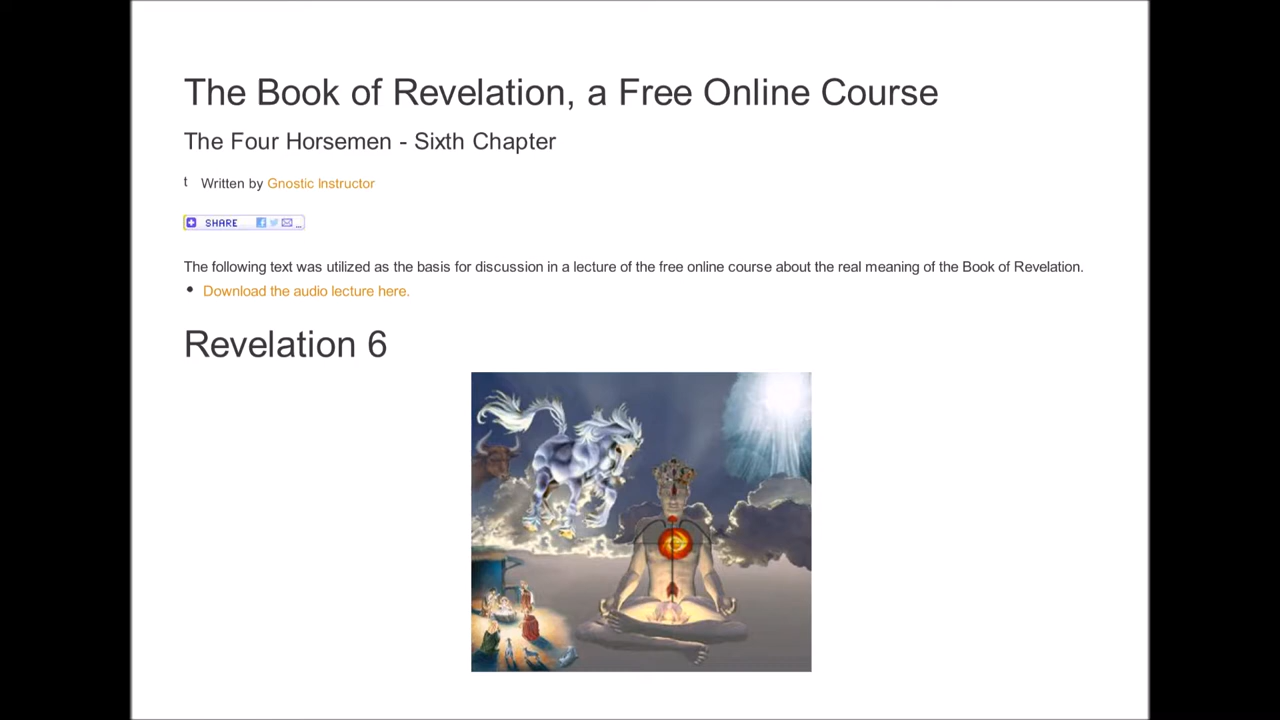 The Book of Revelation, a Free Online Course
The Four Horsemen - Sixth Chapter
t Written by Gnostic Instructor
SHARE ...
The following text was utilized as the basis for discussion in a lecture of the free online course about the real meaning of the Book of Revelation.
• Download the audio lecture here.
Revelation 6